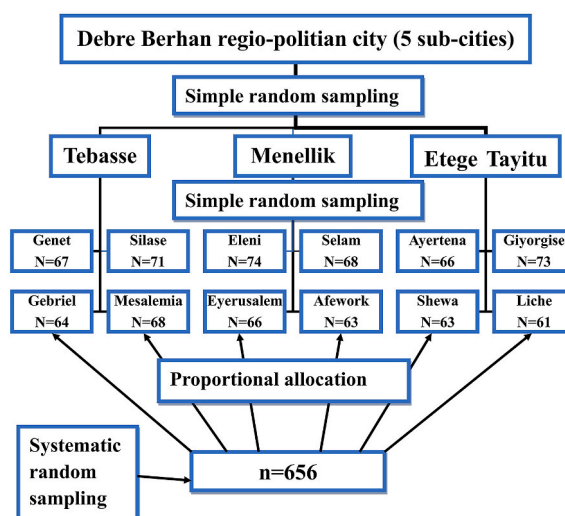 Debre Berhan regio-politian city (5 sub-cities)
Simple random sampling
Tebasse
Menellik
Etege Tayitu
Simple random sampling
Genet
N=67
Silase
N=71
Eleni
N=74
Selam
N=68
Ayertena
N=66
Giyorgise
N=73
Gebriel
N=64
Mesalemia
N=68
Eyerusalem
N=66
Afework
N=63
Shewa
N=63
Liche
N=61
Proportional allocation
Systematic
random
sampling
n=656